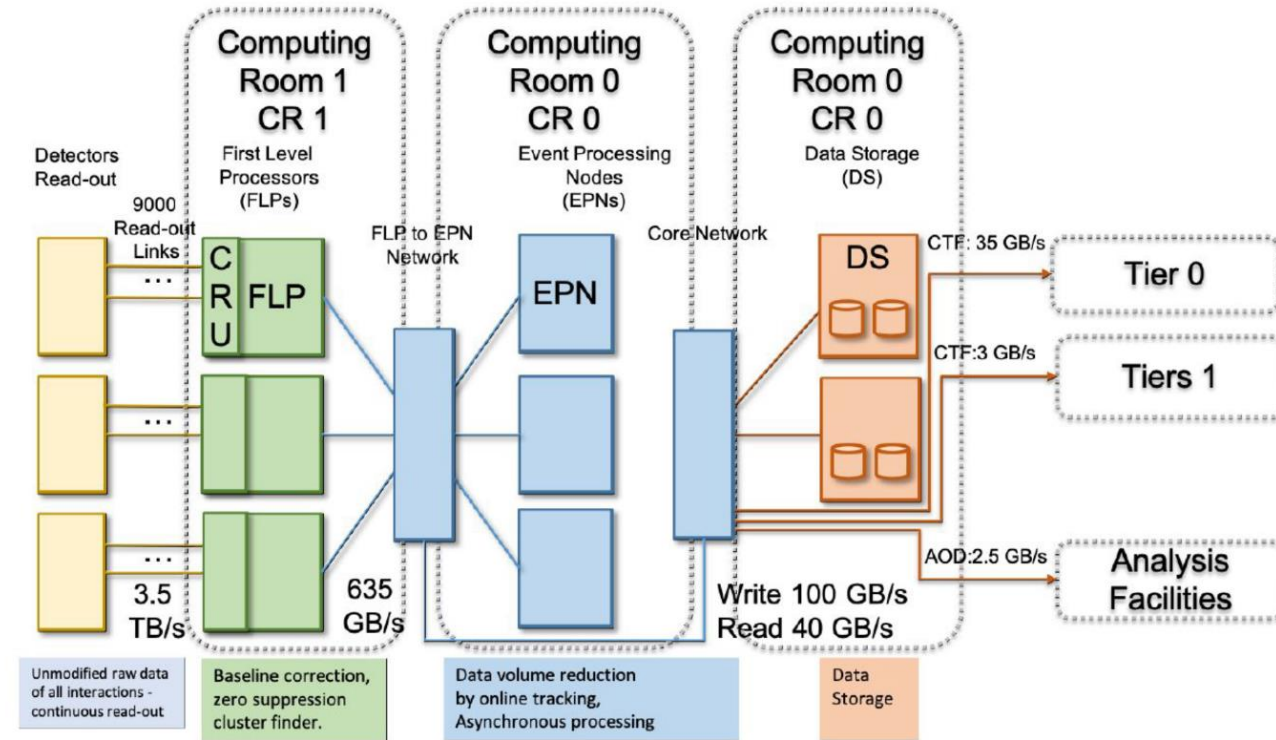 Computing
Room 1
CR 1
Computing
Room 0
CR 0
Computing
Room 0
CR 0
Detectors
Read-out
First Level
Processors
(FLPs)
Event Processing
Nodes
(EPNs)
Data Storage
(DS)
9000
Read-out
Links
FLP to EPN
Network
Core Network
...
C
R
U
FLP
EPN
DS
CTF: 35 GB/s
Tier 0
CTF:3 GB/s
Tiers 1
...
...
3.5
TB/s
635
GB/s
Write 100 GB/s
Read 40 GB/s
AOD:2.5 GB/s
Analysis
Facilities
Unmodified raw data
of all interactions -
continuous read-out
Baseline correction,
zero suppression
cluster finder.
Data volume reduction
by online tracking,
Asynchronous processing
Data
Storage